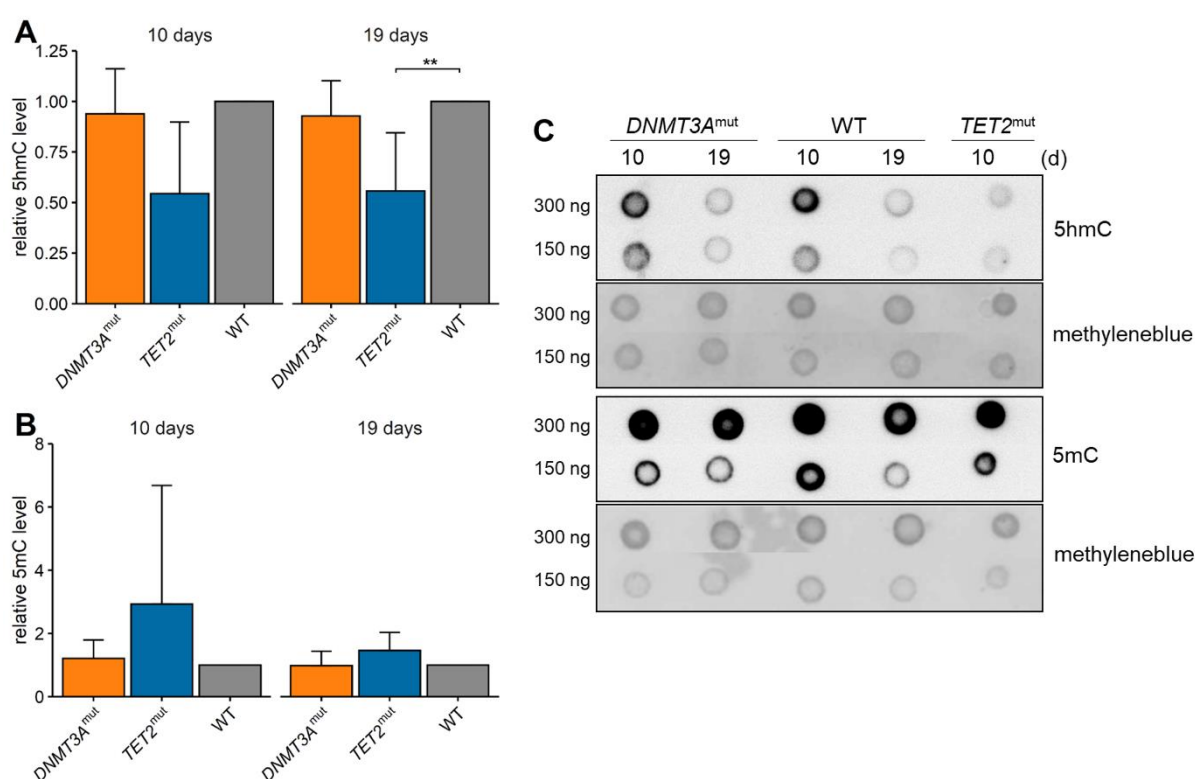 A
10 days
19 days
relative 5hmC level
1.25
1.00
0.75
0.50
0.25
0.00
**
DNMT3Amut
TET2mut
WT
DNMT3Amut
TET2mut
WT
B
10 days
19 days
relative 5mC level
8
6
4
2
0
DNMT3Amut
TET2mut
WT
DNMT3Amut
TET2mut
WT
C
DNMT3Amut WT TET2mut
10 19 10 19 10 (d)
300 ng
150 ng
5hmC
300 ng
150 ng
methyleneblue
300 ng
150 ng
5mC
300 ng
150 ng
methyleneblue